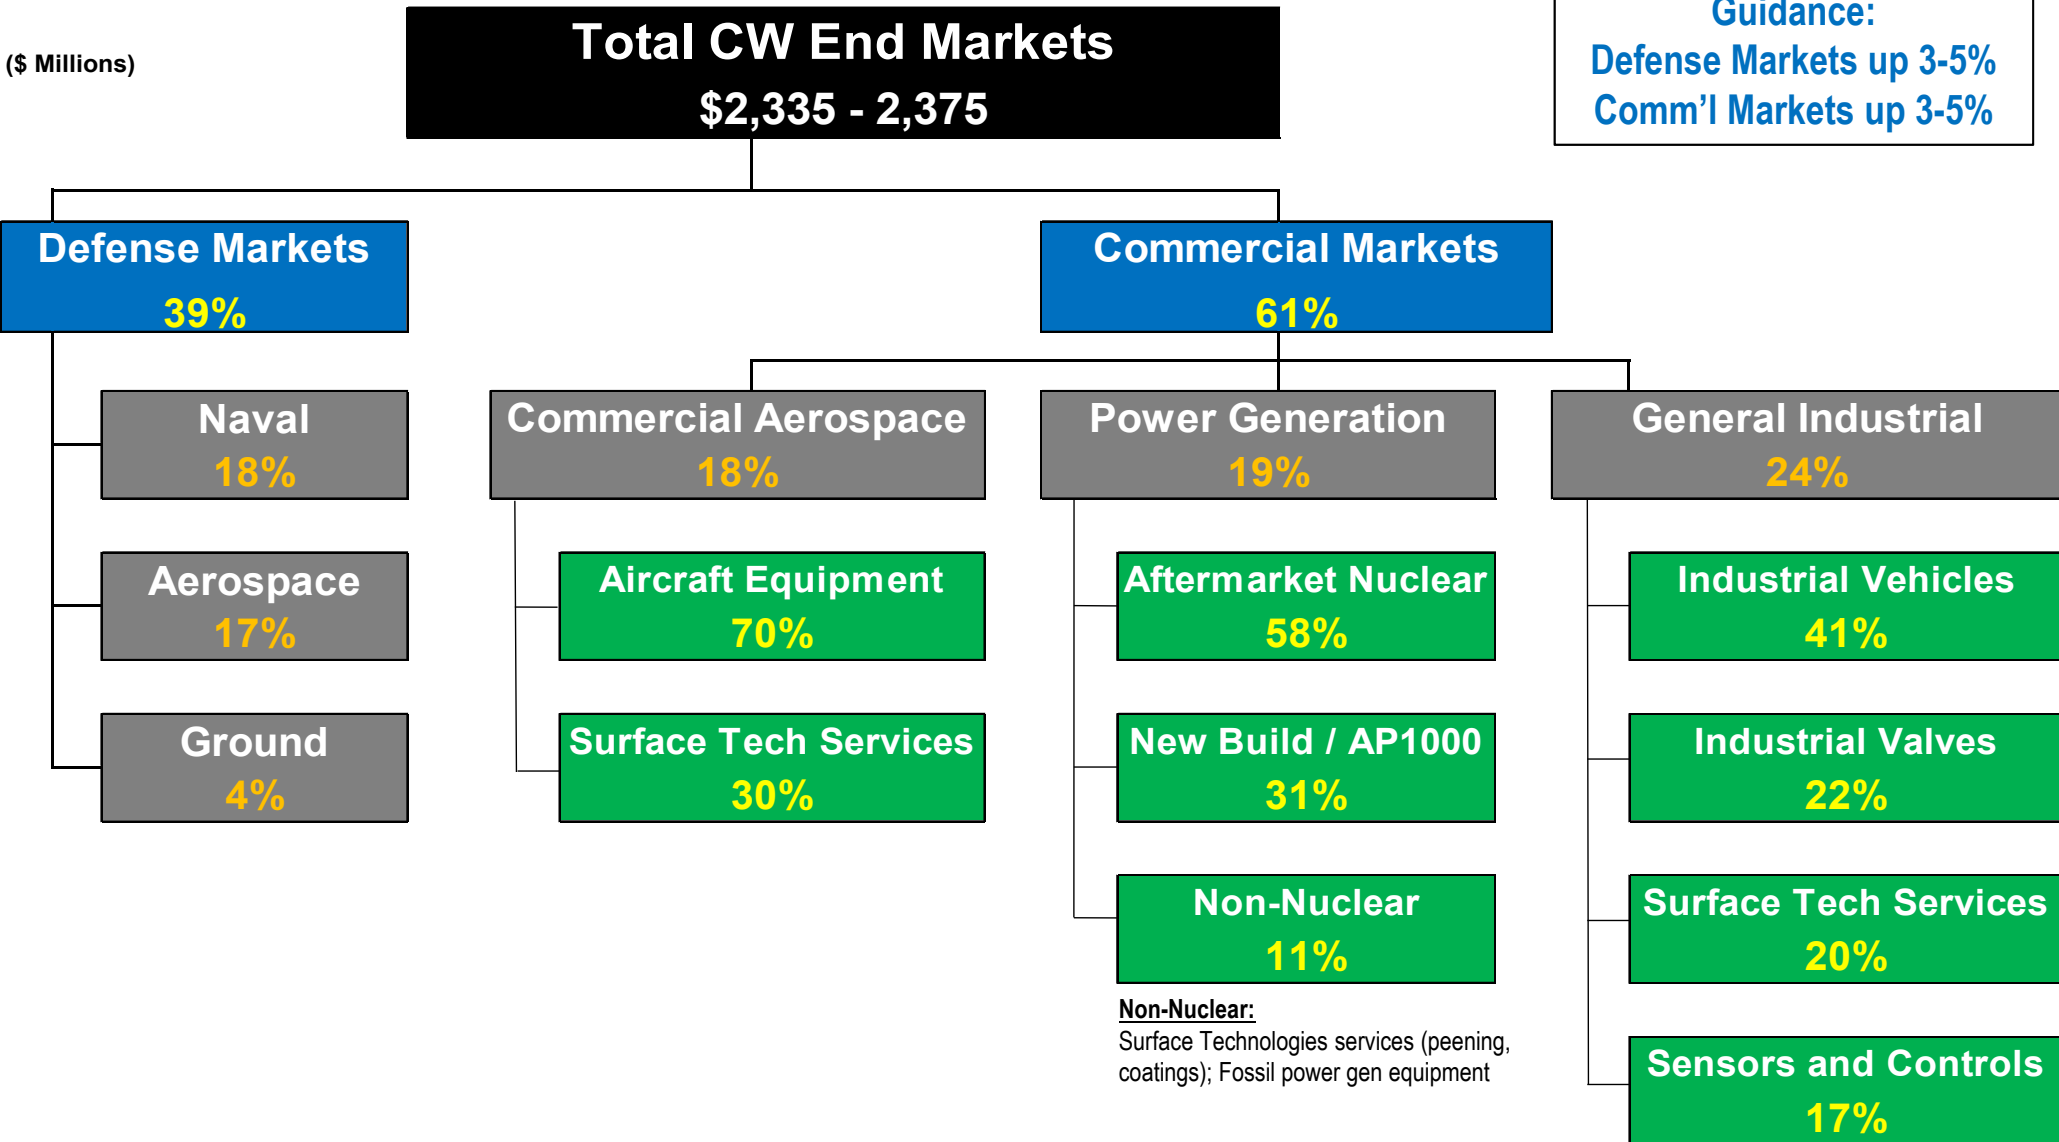 Guidance:
Defense Markets up 3-5%
Comm’l Markets up 3-5%
($ Millions)
Total CW End Markets
$2,335 - 2,375
Defense Markets
39%
Commercial Markets
61%
Naval
18%
Aerospace
17%
Ground
4%
Commercial Aerospace
18%
Aircraft Equipment
70%
Surface Tech Services
30%
Power Generation
19%
Aftermarket Nuclear
58%
New Build / AP1000
31%
Non-Nuclear
11%
Non-Nuclear:
Surface Technologies services (peening,
coatings); Fossil power gen equipment
General Industrial
24%
Industrial Vehicles
41%
Industrial Valves
22%
Surface Tech Services
20%
Sensors and Controls
17%